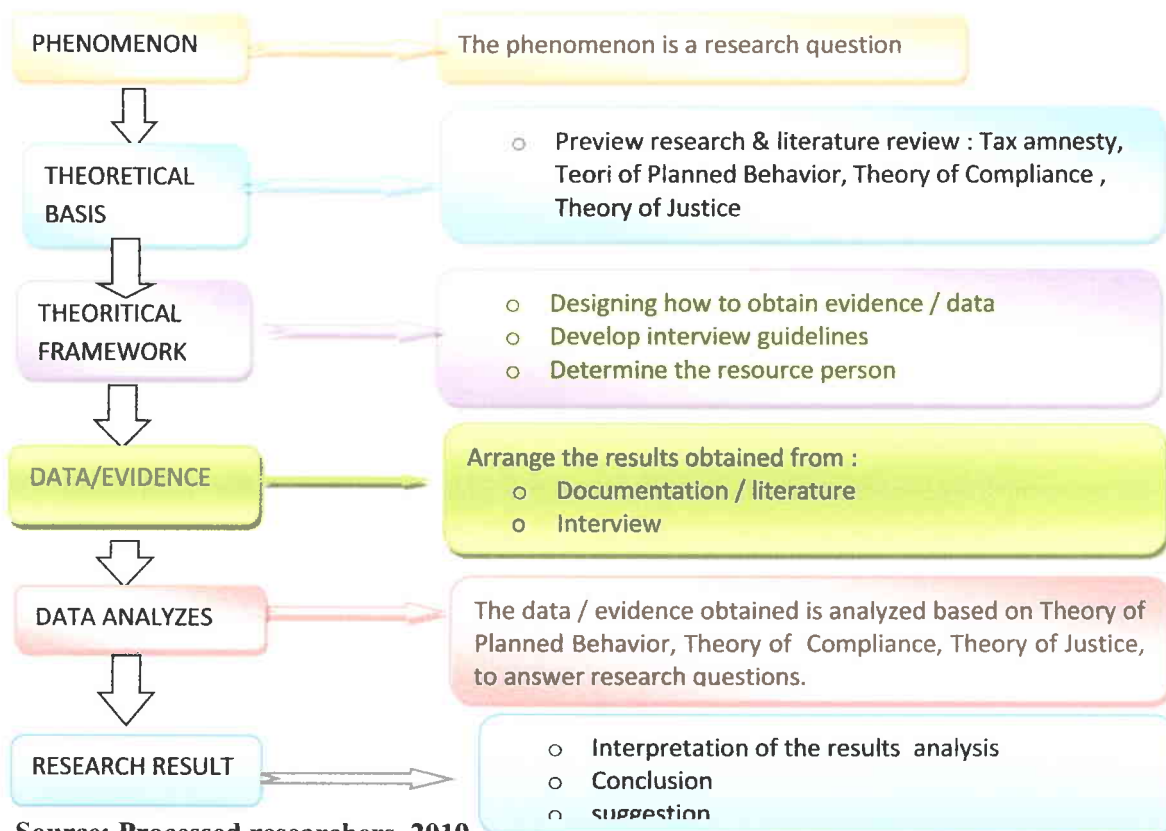 PHENOMENON
The phenomenon is a research question
THEORETICAL
BASIS
o Preview research & literature review : Tax amnesty,
Teori of Planned Behavior, Theory of Compliance ,
Theory of Justice
THEORITICAL
FRAMEWORK
o Designing how to obtain evidence / data
o Develop interview guidelines
o Determine the resource person
DATA/EVIDENCE
Arrange the results obtained from :
o Documentation / literature
o Interview
DATA ANALYZES
The data / evidence obtained is analyzed based on Theory of
Planned Behavior, Theory of Compliance, Theory of Justice,
to answer research questions.
RESEARCH RESULT
o Interpretation of the results analysis
o Conclusion
o suggestion
Source: Processed researchers, 2019